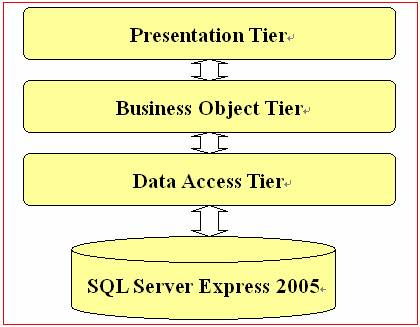 Presentation Tier
Business Object Tier
Data Access Tier
SQL Server Express 2005